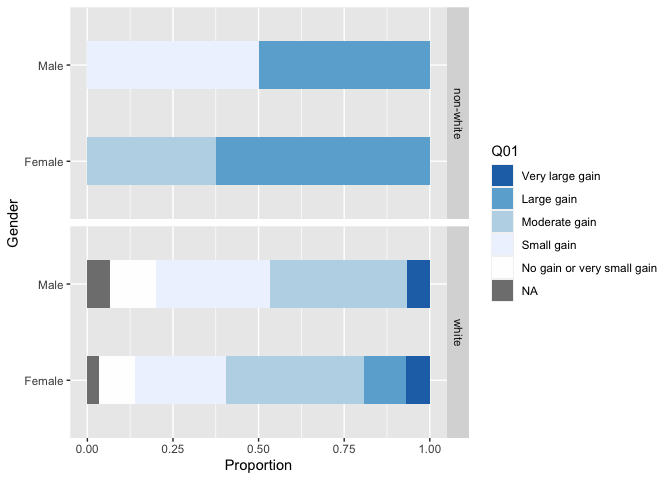 Male
Female
non-white
Male
Female
white
Gender
0.00 0.25 0.50 0.75 1.00
Proportion
Q01
Very large gain
Large gain
Moderate gain
Small gain
No gain or very small gain
NA